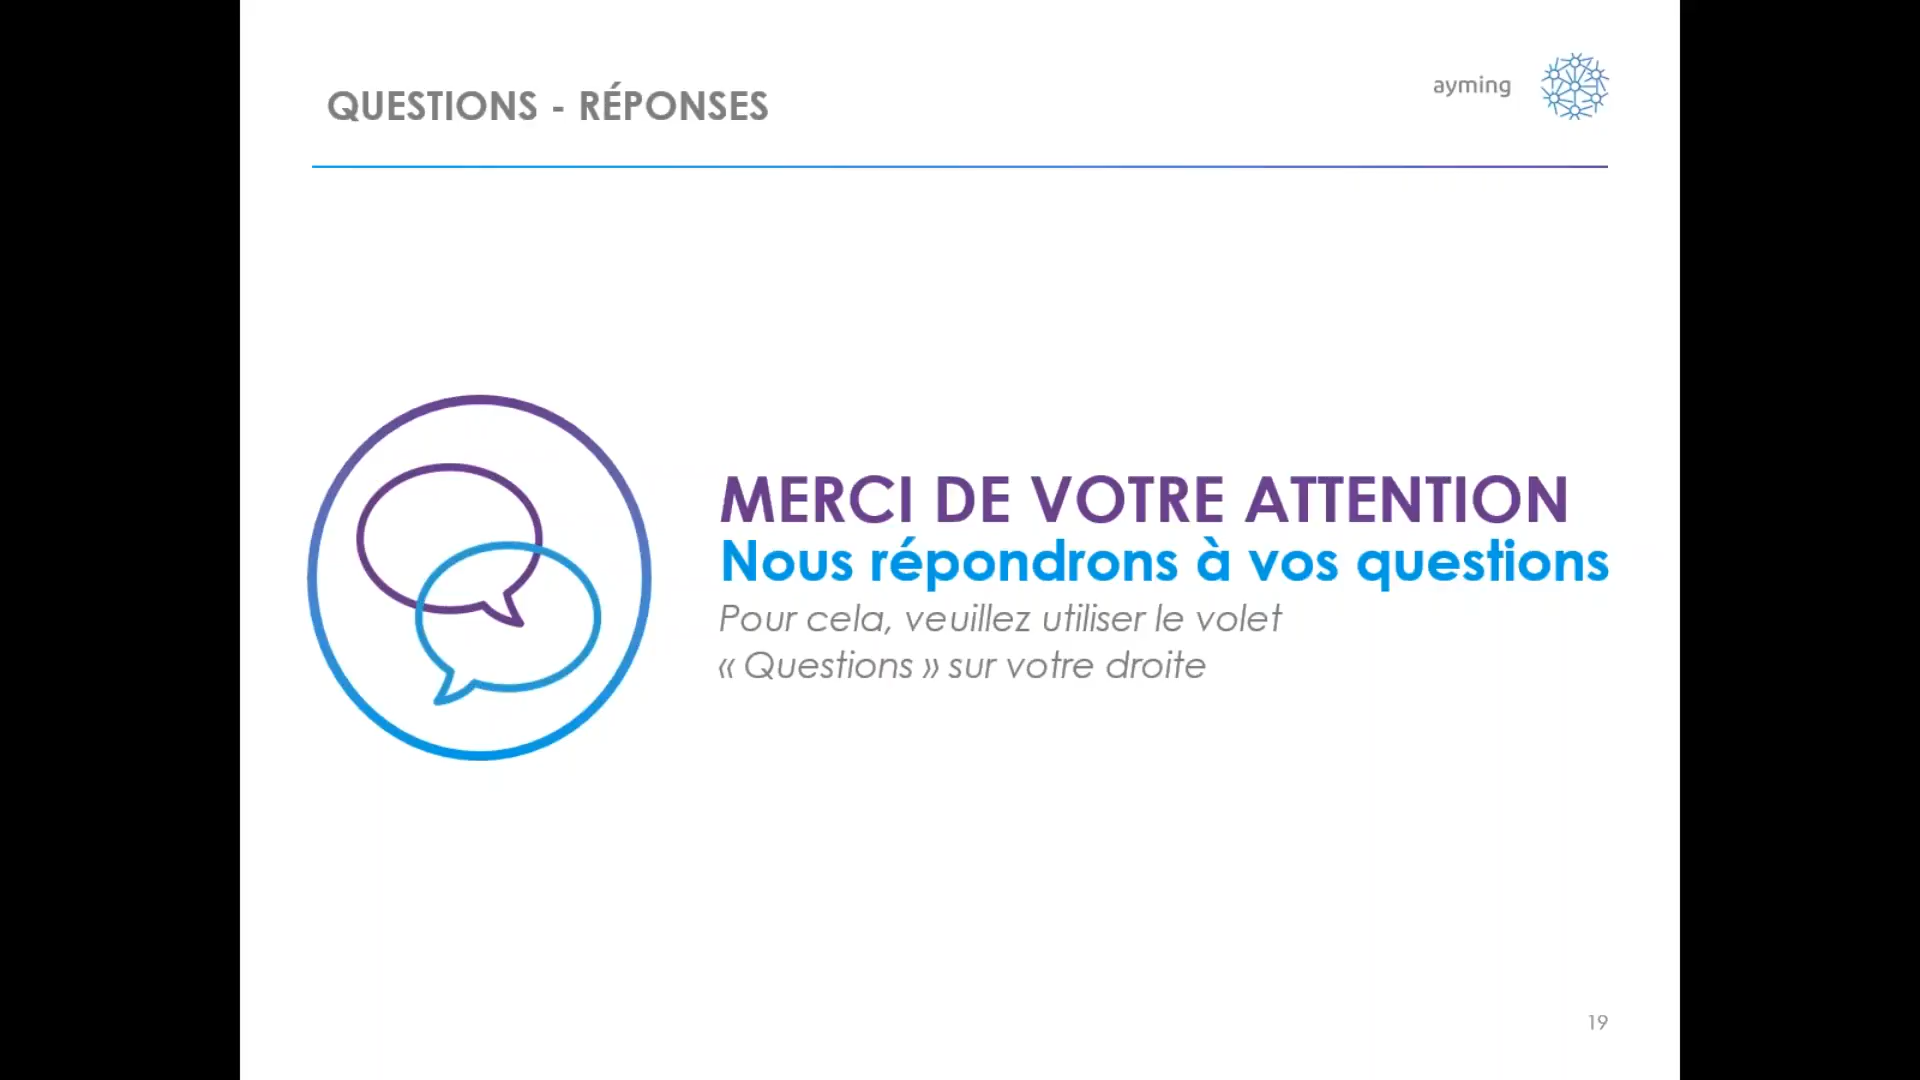 QUESTIONS - RÉPONSES
ayming
MERCI DE VOTRE ATTENTION
Nous répondrons à vos questions
Pour cela, veuillez utiliser le volet
« Questions » sur votre droite
19